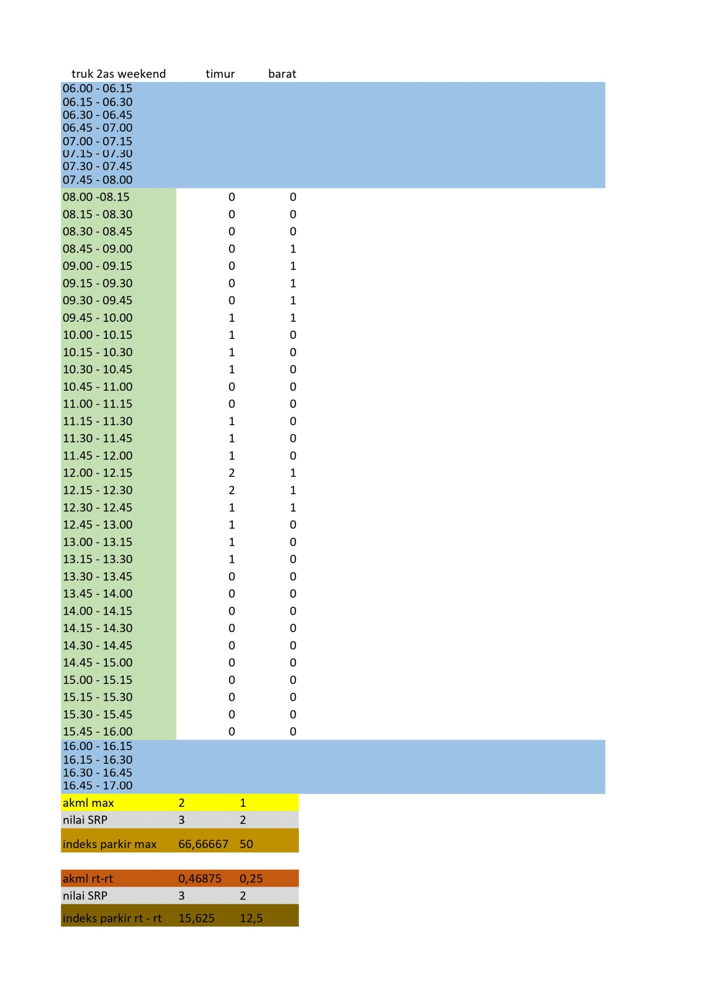 truk 2as weekend timur barat
06.00 - 06.15
06.15 - 06.30
06.30 - 06.45
06.45 - 07.00
07.00 - 07.15
07.15 - 07.30
07.30 - 07.45
07.45 - 08.00
08.00 -08.15 0 0
08.15 - 08.30 0 0
08.30 - 08.45 0 0
08.45 - 09.00 0 1
09.00 - 09.15 0 1
09.15 - 09.30 0 1
09.30 - 09.45 0 1
09.45 - 10.00 1 1
10.00 - 10.15 1 0
10.15 - 10.30 1 0
10.30 - 10.45 1 0
10.45 - 11.00 0 0
11.00 - 11.15 0 0
11.15 - 11.30 1 0
11.30 - 11.45 1 0
11.45 - 12.00 1 0
12.00 - 12.15 2 1
12.15 - 12.30 2 1
12.30 - 12.45 1 1
12.45 - 13.00 1 0
13.00 - 13.15 1 0
13.15 - 13.30 1 0
13.30 - 13.45 0 0
13.45 - 14.00 0 0
14.00 - 14.15 0 0
14.15 - 14.30 0 0
14.30 - 14.45 0 0
14.45 - 15.00 0 0
15.00 - 15.15 0 0
15.15 - 15.30 0 0
15.30 - 15.45 0 0
15.45 - 16.00 0 0
16.00 - 16.15
16.15 - 16.30
16.30 - 16.45
16.45 - 17.00
akml max 2 1
nilai SRP 3 2
indeks parkir max 66,66667 50
akml rt-rt 0,46875 0,25
nilai SRP 3 2
indeks parkir rt - rt 15,625 12,5